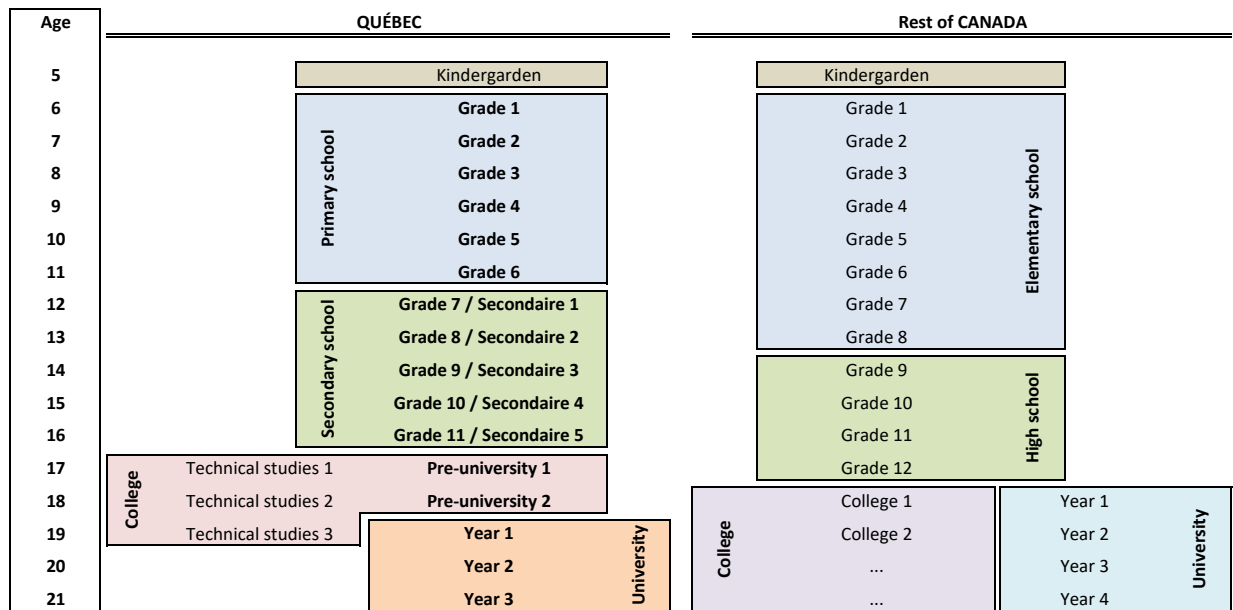 Age QUÉBEC Rest of CANADA
5 Kindergarden Kindergarden
6 Grade 1 Grade 1
7 Grade 2 Grade 2
8 Grade 3 Grade 3
9 Grade 4 Grade 4
10 Grade 5 Grade 5
11 Grade 6 Grade 6
Primary school
12 Grade 7 / Secondaire 1 Grade 7
13 Grade 8 / Secondaire 2 Grade 8
Elementary school
14 Grade 9 / Secondaire 3 Grade 9
15 Grade 10 / Secondaire 4 Grade 10
16 Grade 11 / Secondaire 5 Grade 11
Secondary school
17 Technical studies 1 Pre-university 1 Grade 12
High school
18 Technical studies 2 Pre-university 2 College 1 Year 1
19 Technical studies 3 Year 1 College 2 Year 2
College
20 Year 2 ... Year 3
21 Year 3 ... Year 4
University
College
University